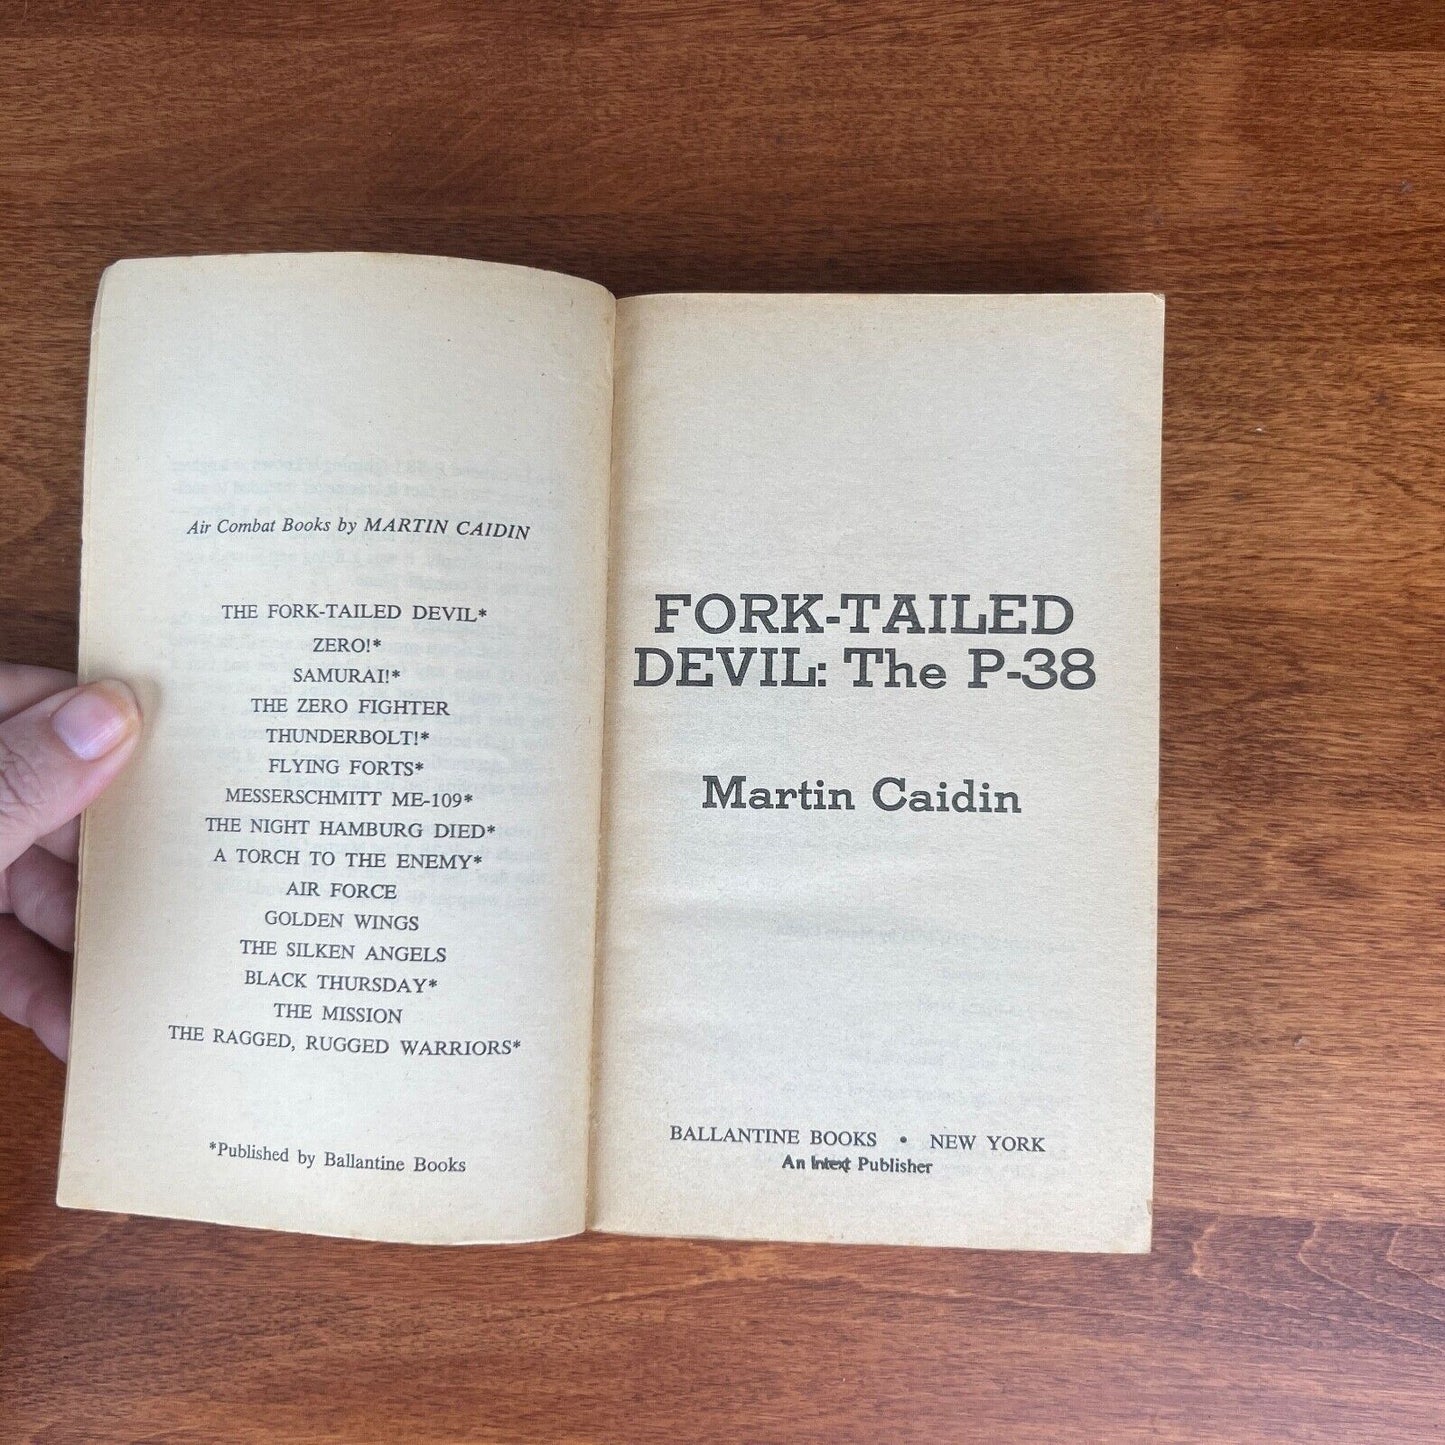 Air Combat Books by MARTIN CAIDIN
THE FORK-TAILED DEVIL*
ZERO!*
SAMURAI!*
THE ZERO FIGHTER
THUNDERBOLT!*
FLYING FORTS*
MESSERSCHMITT ME-109*
THE NIGHT HAMBURG DIED*
A TORCH TO THE ENEMY*
AIR FORCE
GOLDEN WINGS
THE SILKEN ANGELS
BLACK THURSDAY*
THE MISSION
THE RAGGED, RUGGED WARRIORS*
*Published by Ballantine Books
FORK-TAILED
DEVIL: The P-38
Martin Caidin
BALLANTINE BOOKS • NEW YORK
An Intext Publisher